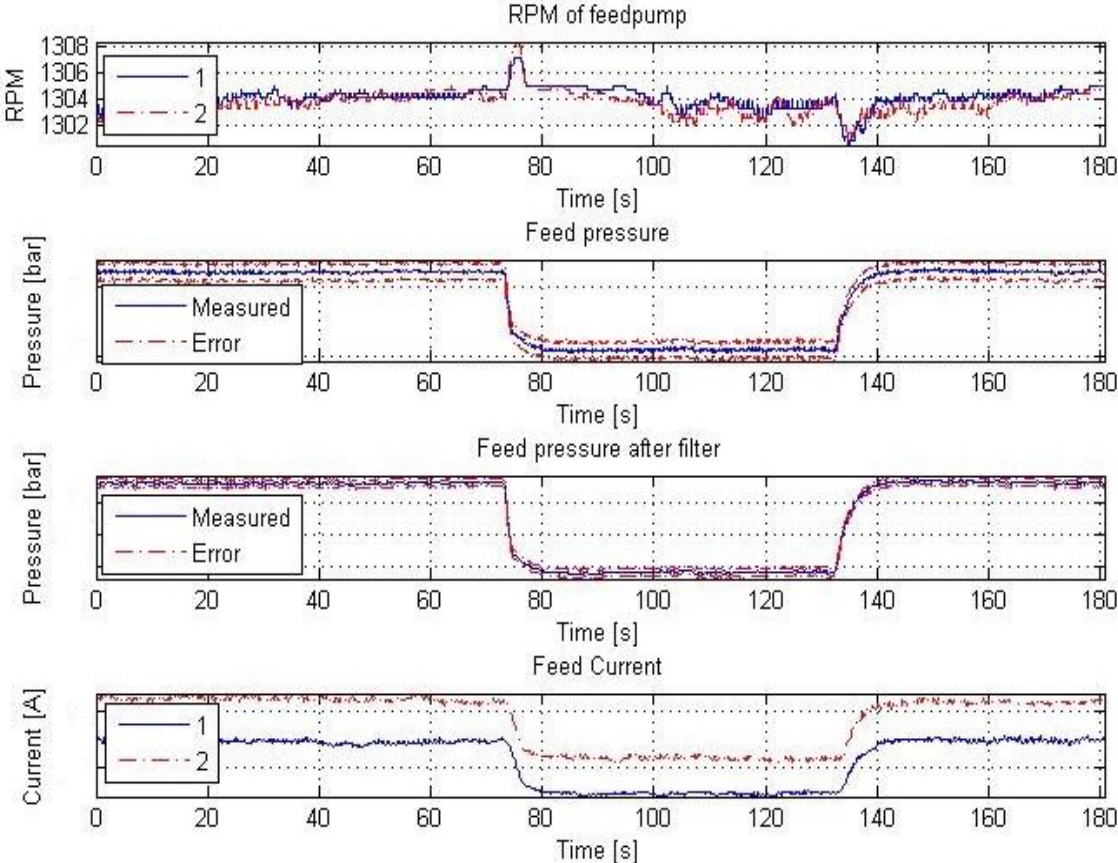 RPM of feedpump
RPM
1308
1306
1304
1302
1
2
0 20 40 60 80 100 120 140 160 180
Time [s]
Feed pressure
Pressure [bar]
Measured
Error
0 20 40 60 80 100 120 140 160 180
Time [s]
Feed pressure after filter
Pressure [bar]
Measured
Error
0 20 40 60 80 100 120 140 160 180
Time [s]
Feed Current
Current [A]
1
2
0 20 40 60 80 100 120 140 160 180
Time [s]